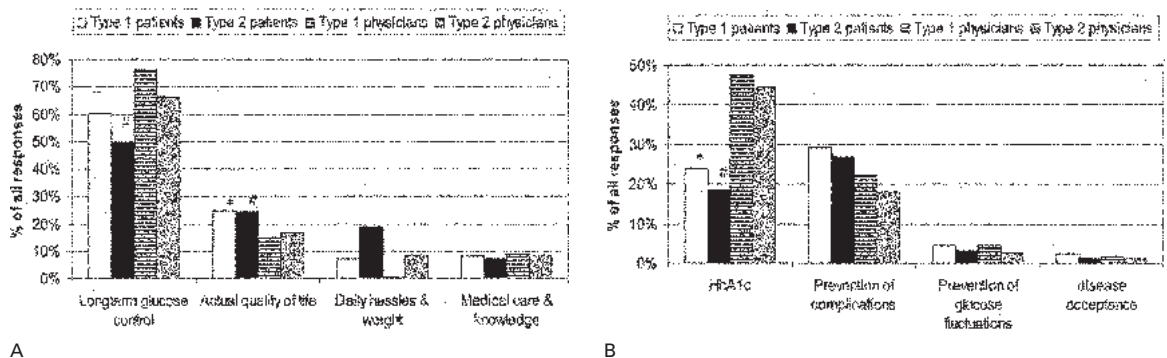 Type 1 patients Type 2 patients Type 1 physicians Type 2 physicians
80%
70%
60%
50%
40%
30%
20%
10%
0%
% of all responses
#
*
#
Longterm glucose control
Actual quality of life
Daily hassles & weight
Medical care & knowledge
A
Type 1 patients Type 2 patients Type 1 physicians Type 2 physicians
50%
40%
30%
20%
10%
0%
% of all responses
*
#
HbA1c
Prevention of complications
Prevention of glucose fluctuations
disease acceptance
B